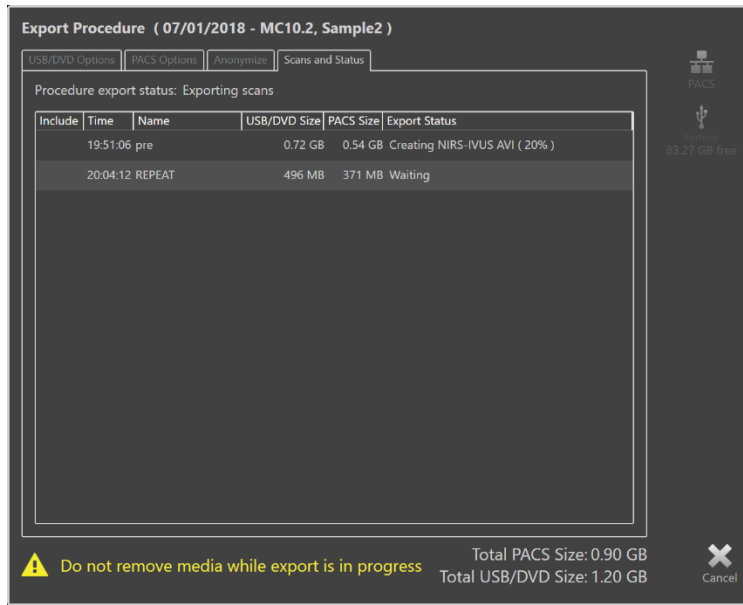 Export Procedure ( 07/01/2018 - MC10.2, Sample2 )
USB/DVD Options PACS Options Anonymize Scans and Status
PACS
Procedure export status: Exporting scans
Include Time Name USB/DVD Size PACS Size Export Status
19:51:06 pre 0.72 GB 0.54 GB Creating NIRS-IVUS AVI ( 20% )
83.27 GB free
20:04:12 REPEAT 496 MB 371 MB Waiting
Do not remove media while export is in progress
Total PACS Size: 0.90 GB
Total USB/DVD Size: 1.20 GB
Cancel